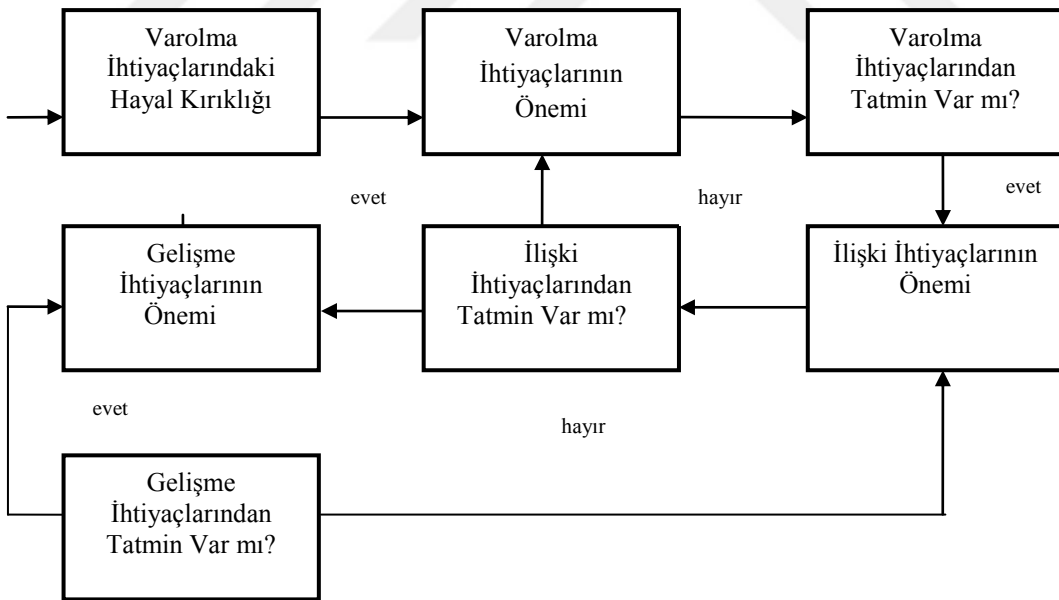 Varolma
İhtiyaçlarındaki
Hayal Kırıklığı
Varolma
İhtiyaçlarının
Önemi
Varolma
İhtiyaçlarından
Tatmin Var mı?
evet
hayır
evet
Gelişme
İhtiyaçlarının
Önemi
İlişki
İhtiyaçlarından
Tatmin Var mı?
İlişki İhtiyaçlarının
Önemi
evet
hayır
Gelişme
İhtiyaçlarından
Tatmin Var mı?